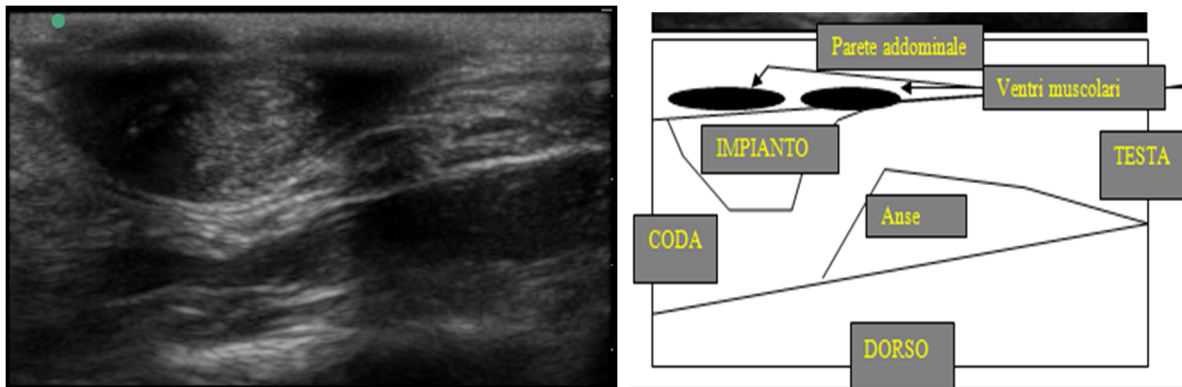 Parete addominale
Ventri muscolari
IMPIANTO
TESTA
Anse
CODA
DORSO